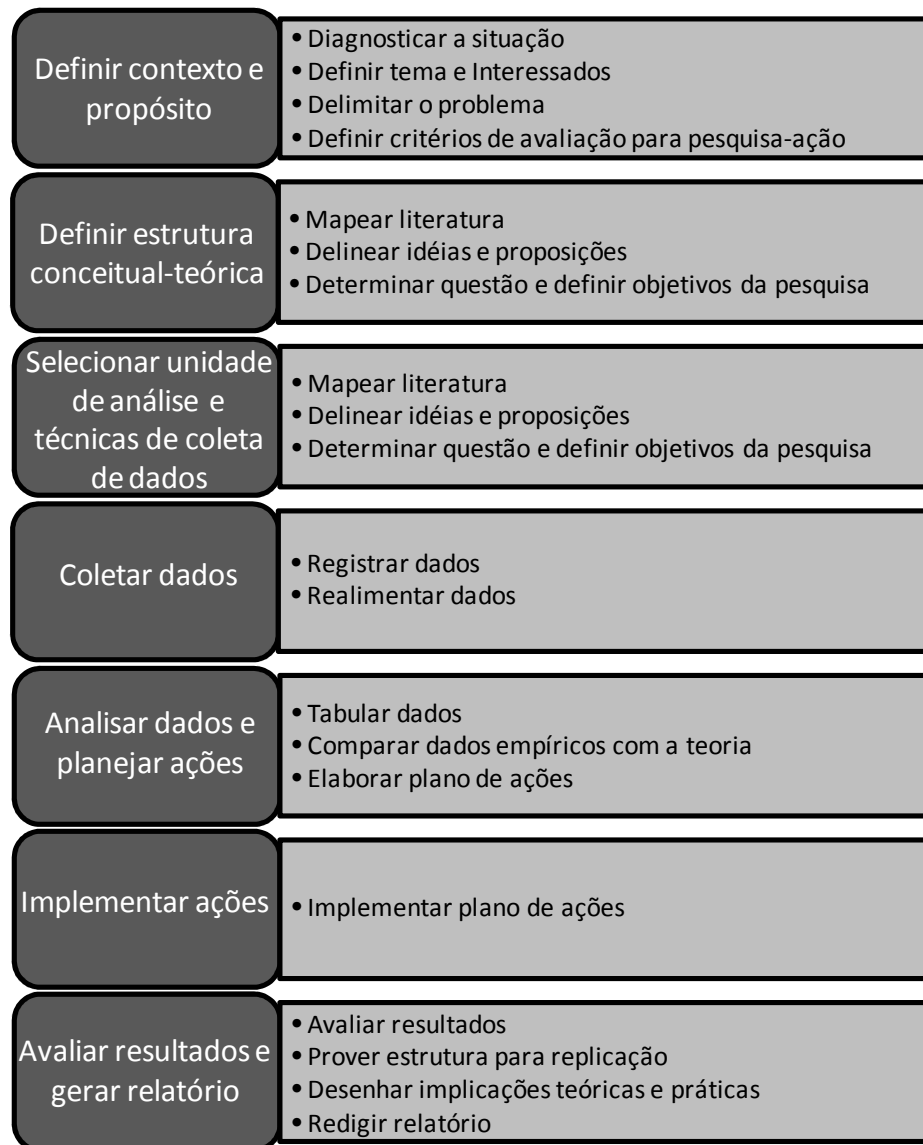 Definir contexto e
propósito
• Diagnosticar a situação
• Definir tema e Interessados
• Delimitar o problema
• Definir critérios de avaliação para pesquisa-ação
Definir estrutura
conceitual-teórica
• Mapear literatura
• Delinear idéias e proposições
• Determinar questão e definir objetivos da pesquisa
Selecionar unidade
de análise e
técnicas de coleta
de dados
• Mapear literatura
• Delinear idéias e proposições
• Determinar questão e definir objetivos da pesquisa
Coletar dados
• Registrar dados
• Realimentar dados
Analisar dados e
planejar ações
• Tabular dados
• Comparar dados empíricos com a teoria
• Elaborar plano de ações
Implementar ações
• Implementar plano de ações
Avaliar resultados e
gerar relatório
• Avaliar resultados
• Prover estrutura para replicação
• Desenhar implicações teóricas e práticas
• Redigir relatório